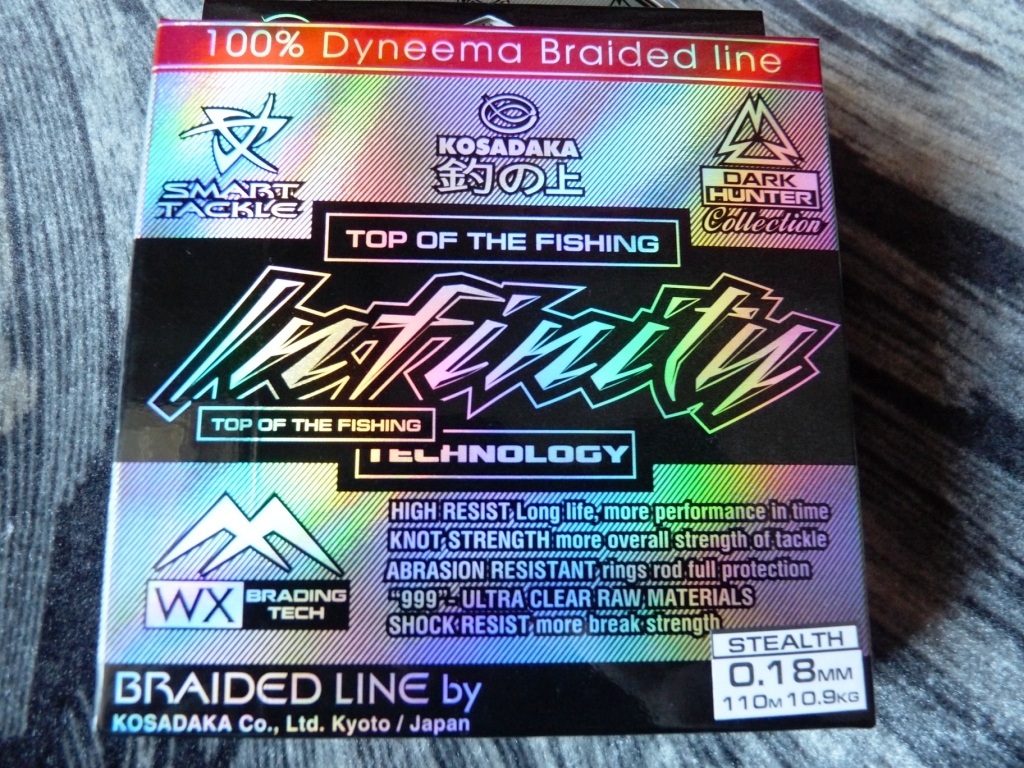 100% Dyneema Braided line
SMART
TACKLE
KOSADAKA
釣の上
DARK
HUNTER
Collection
TOP OF THE FISHING
Infinity
TOP OF THE FISHING
TECHNOLOGY
HIGH RESIST Long life, more performance in time
KNOT STRENGTH more overall strength of tackle
ABRASION RESISTANT rings rod full protection
"999"- ULTRA CLEAR RAW MATERIALS
SHOCK RESIST more break strength
WX BRADING
TECH
STEALTH
0.18MM
110M 10.9KG
BRAIDED LINE by
KOSADAKA Co., Ltd. Kyoto / Japan